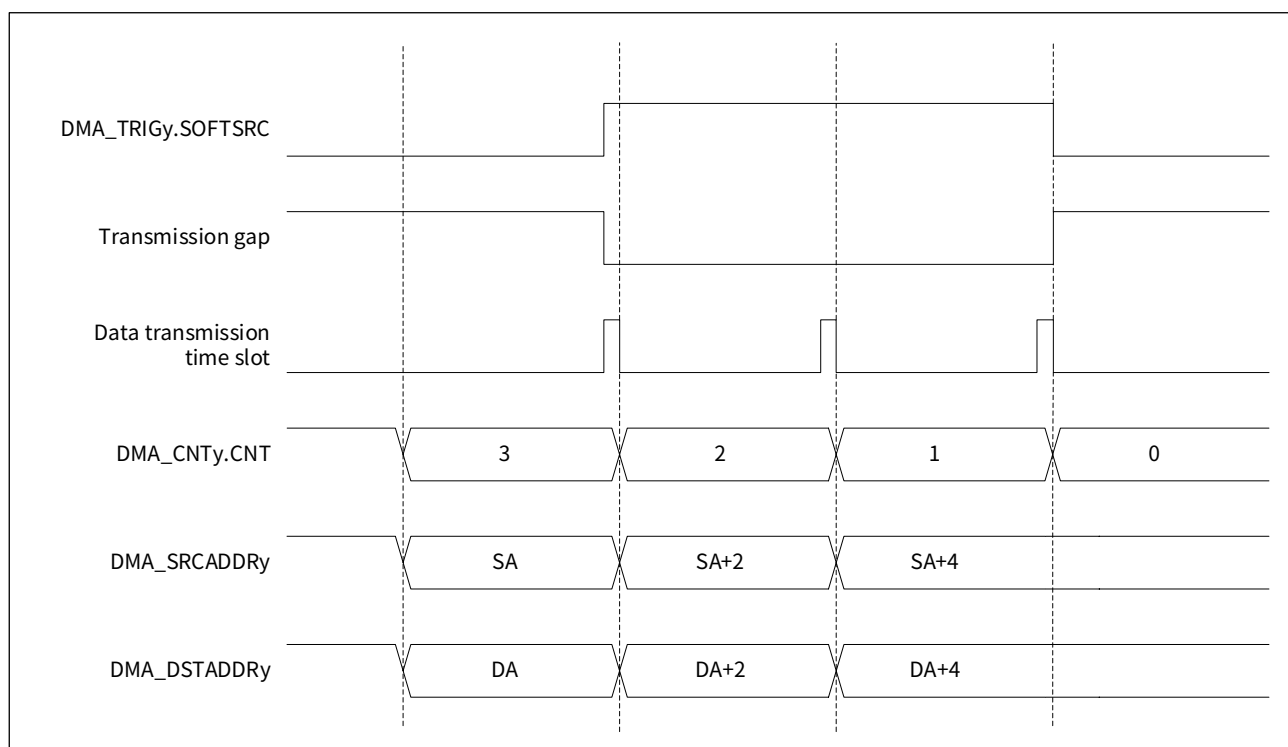 DMA_TRIGy.SOFTSRC
Transmission gap
Data transmission
time slot
DMA_CNTy.CNT 3 2 1 0
DMA_SRCADDRy SA SA+2 SA+4
DMA_DSTADDRy DA DA+2 DA+4